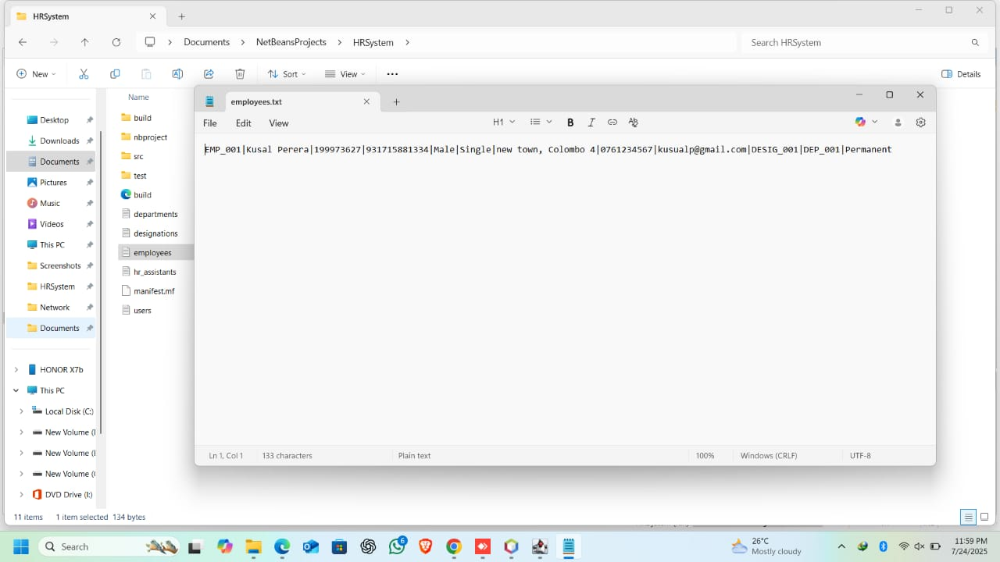 HRSystem
Documents
NetBeansProjects
HRSystem
Search HRSystem
New
Sort
View
Details
Name
Desktop
Downloads
Documents
Pictures
Music
Videos
This PC
Screenshots
HRSystem
Network
Documents
HONOR X7b
This PC
Local Disk (C:)
New Volume (
New Volume (
New Volume (
DVD Drive (I:)
build
nbproject
src
test
build
departments
designations
employees
hr_assistants
manifest.mf
users
employees.txt
File Edit View
H1
EMP_001|Kusal Perera|199973627|931715881334|Male|Single|new town, Colombo 4|0761234567|kusualp@gmail.com|DESIG_001|DEP_001|Permanent
Ln 1, Col 1 133 characters Plain text 100% Windows (CRLF) UTF-8
11 items 1 item selected 134 bytes
Search
6
26°C
Mostly cloudy
11:59 PM
7/24/2025